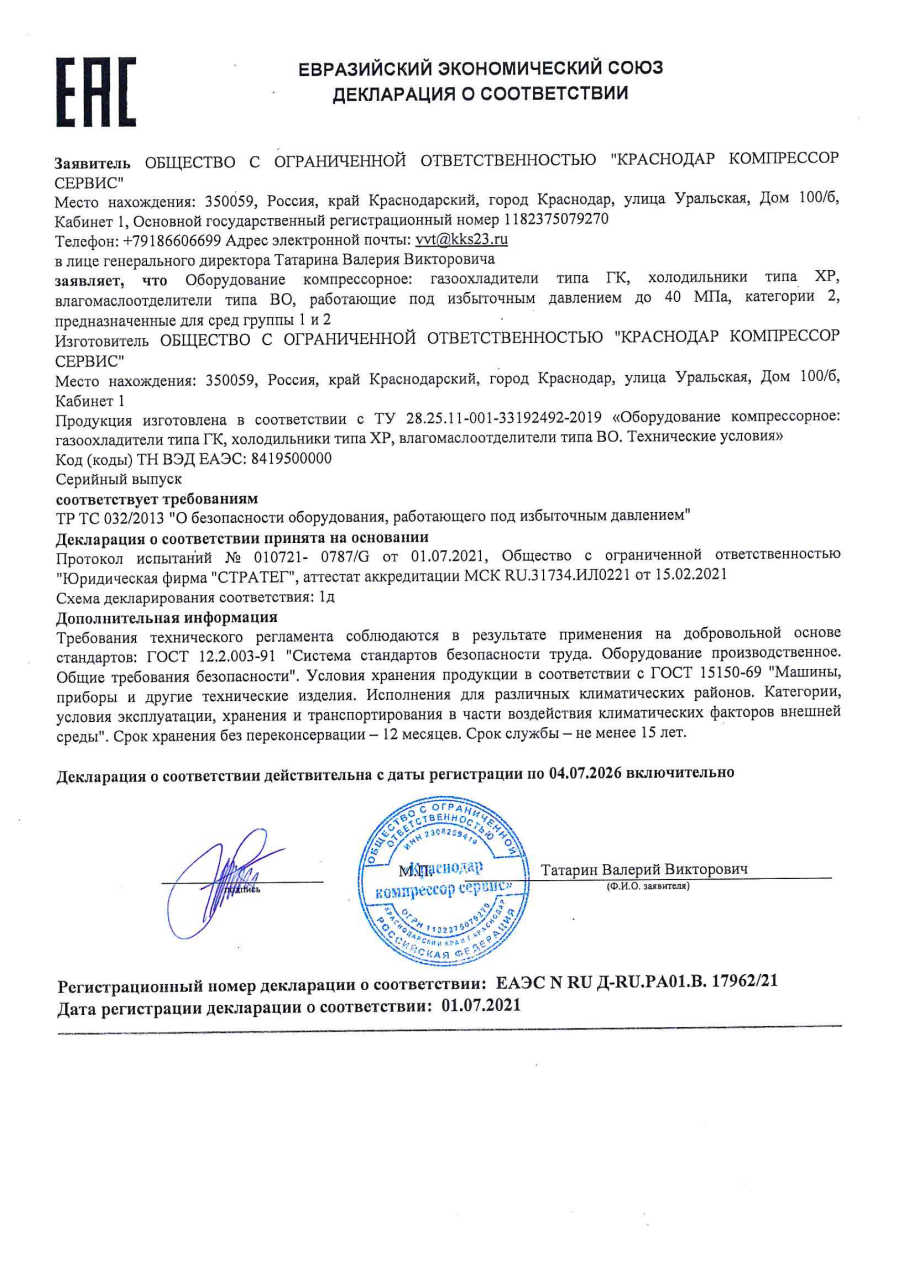 ЕАС
ЕВРАЗИЙСКИЙ ЭКОНОМИЧЕСКИЙ СОЮЗ
ДЕКЛАРАЦИЯ О СООТВЕТСТВИИ
Заявитель ОБЩЕСТВО С ОГРАНИЧЕННОЙ ОТВЕТСТВЕННОСТЬЮ "КРАСНОДАР КОМПРЕССОР
СЕРВИС"
Место нахождения: 350059, Россия, край Краснодарский, город Краснодар, улица Уральская, Дом 100/б,
Кабинет 1, Основной государственный регистрационный номер 1182375079270
Телефон: +79186606699 Адрес электронной почты: vvt@kks23.ru
в лице генерального директора Татарина Валерия Викторовича
заявляет, что Оборудование компрессорное: газоохладители типа ГК, холодильники типа ХР,
влагомаслоотделители типа ВО, работающие под избыточным давлением до 40 МПа, категории 2,
предназначенные для сред группы 1 и 2
Изготовитель ОБЩЕСТВО С ОГРАНИЧЕННОЙ ОТВЕТСТВЕННОСТЬЮ "КРАСНОДАР КОМПРЕССОР
СЕРВИС"
Место нахождения: 350059, Россия, край Краснодарский, город Краснодар, улица Уральская, Дом 100/б,
Кабинет 1
Продукция изготовлена в соответствии с ТУ 28.25.11-001-33192492-2019 «Оборудование компрессорное:
газоохладители типа ГК, холодильники типа ХР, влагомаслоотделители типа ВО. Технические условия»
Код (коды) ТН ВЭД ЕАЭС: 8419500000
Серийный выпуск
соответствует требованиям
ТР ТС 032/2013 "О безопасности оборудования, работающего под избыточным давлением"
Декларация о соответствии принята на основании
Протокол испытаний № 010721- 0787/G от 01.07.2021, Общество с ограниченной ответственностью
"Юридическая фирма "СТРАТЕГ", аттестат аккредитации МСК RU.31734.ИЛ0221 от 15.02.2021
Схема декларирования соответствия: 1д
Дополнительная информация
Требования технического регламента соблюдаются в результате применения на добровольной основе
стандартов: ГОСТ 12.2.003-91 "Система стандартов безопасности труда. Оборудование производственное.
Общие требования безопасности". Условия хранения продукции в соответствии с ГОСТ 15150-69 "Машины,
приборы и другие технические изделия. Исполнения для различных климатических районов. Категории,
условия эксплуатации, хранения и транспортирования в части воздействия климатических факторов внешней
среды". Срок хранения без переконсервации – 12 месяцев. Срок службы – не менее 15 лет.
Декларация о соответствии действительна с даты регистрации по 04.07.2026 включительно
ОБЩЕСТВО С ОГРАНИЧЕННОЙ
ОТВЕТСТВЕННОСТЬЮ
ИНН 2308259419
М.П.
Краснодар
компрессор сервис»
ОГРН 1182375079270
КРАСНОДАРСКИЙ КРАЙ Г.КРАСНОДАР
РОССИЙСКАЯ ФЕДЕРАЦИЯ
подпись
Татарин Валерий Викторович
(Ф.И.О. заявителя)
Регистрационный номер декларации о соответствии: ЕАЭС N RU Д-RU.РА01.В. 17962/21
Дата регистрации декларации о соответствии: 01.07.2021